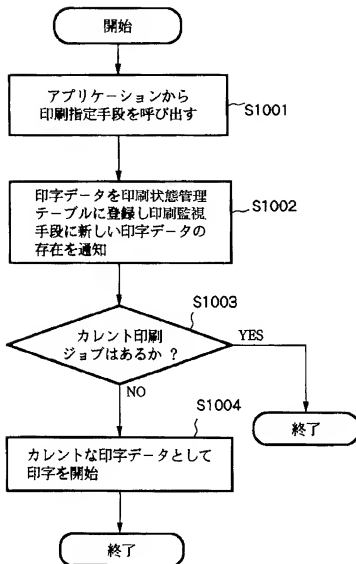 開始
アプリケーションから
印刷指定手段を呼び出す
S1001
印字データを印刷状態管理
テーブルに登録し印刷監視
手段に新しい印字データの
存在を通知
S1002
S1003
カレント印刷
ジョブはあるか ?
YES
NO
終了
S1004
カレントな印字データとして
印字を開始
終了